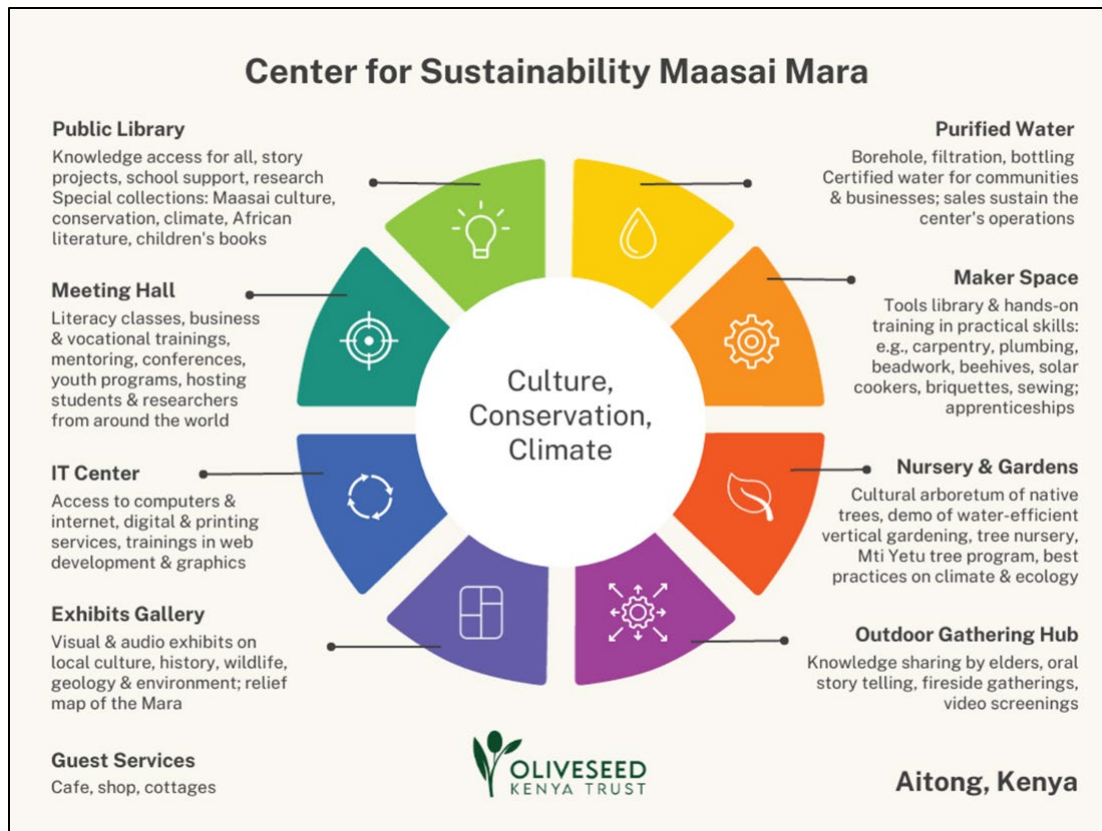 Center for Sustainability Maasai Mara
Public Library
Knowledge access for all, story
projects, school support, research
Special collections: Maasai culture,
conservation, climate, African
literature, children's books
Meeting Hall
Literacy classes, business
& vocational trainings,
mentoring, conferences,
youth programs, hosting
students & researchers
from around the world
IT Center
Access to computers &
internet, digital & printing
services, trainings in web
development & graphics
Exhibits Gallery
Visual & audio exhibits on
local culture, history, wildlife,
geology & environment; relief
map of the Mara
Guest Services
Cafe, shop, cottages
Culture,
Conservation,
Climate
Purified Water
Borehole, filtration, bottling
Certified water for communities
& businesses; sales sustain the
center's operations
Maker Space
Tools library & hands-on
training in practical skills:
e.g., carpentry, plumbing,
beadwork, beehives, solar
cookers, briquettes, sewing;
apprenticeships
Nursery & Gardens
Cultural arboretum of native
trees, demo of water-efficient
vertical gardening, tree nursery,
Mti Yetu tree program, best
practices on climate & ecology
Outdoor Gathering Hub
Knowledge sharing by elders, oral
story telling, fireside gatherings,
video screenings
OLIVESEED
KENYA TRUST
Aitong, Kenya